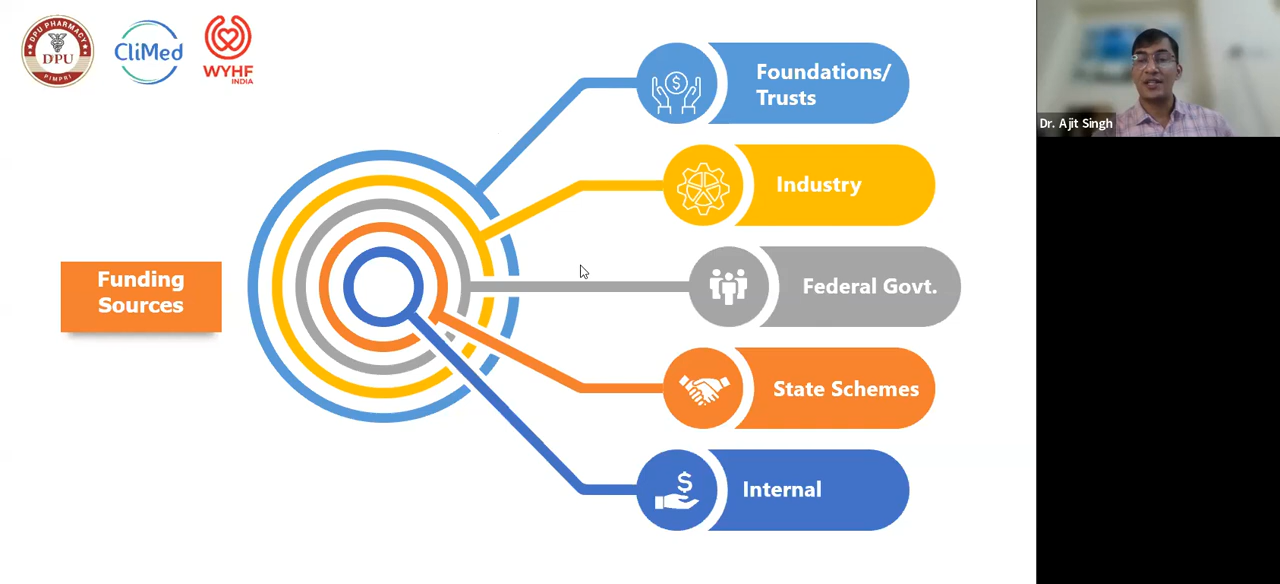 DPU PHARMACY
DPU
PIMPRI
CliMed
WYHF
INDIA
Funding
Sources
Foundations/
Trusts
$
Industry
Federal Govt.
State Schemes
$
Internal
Dr. Ajit Singh